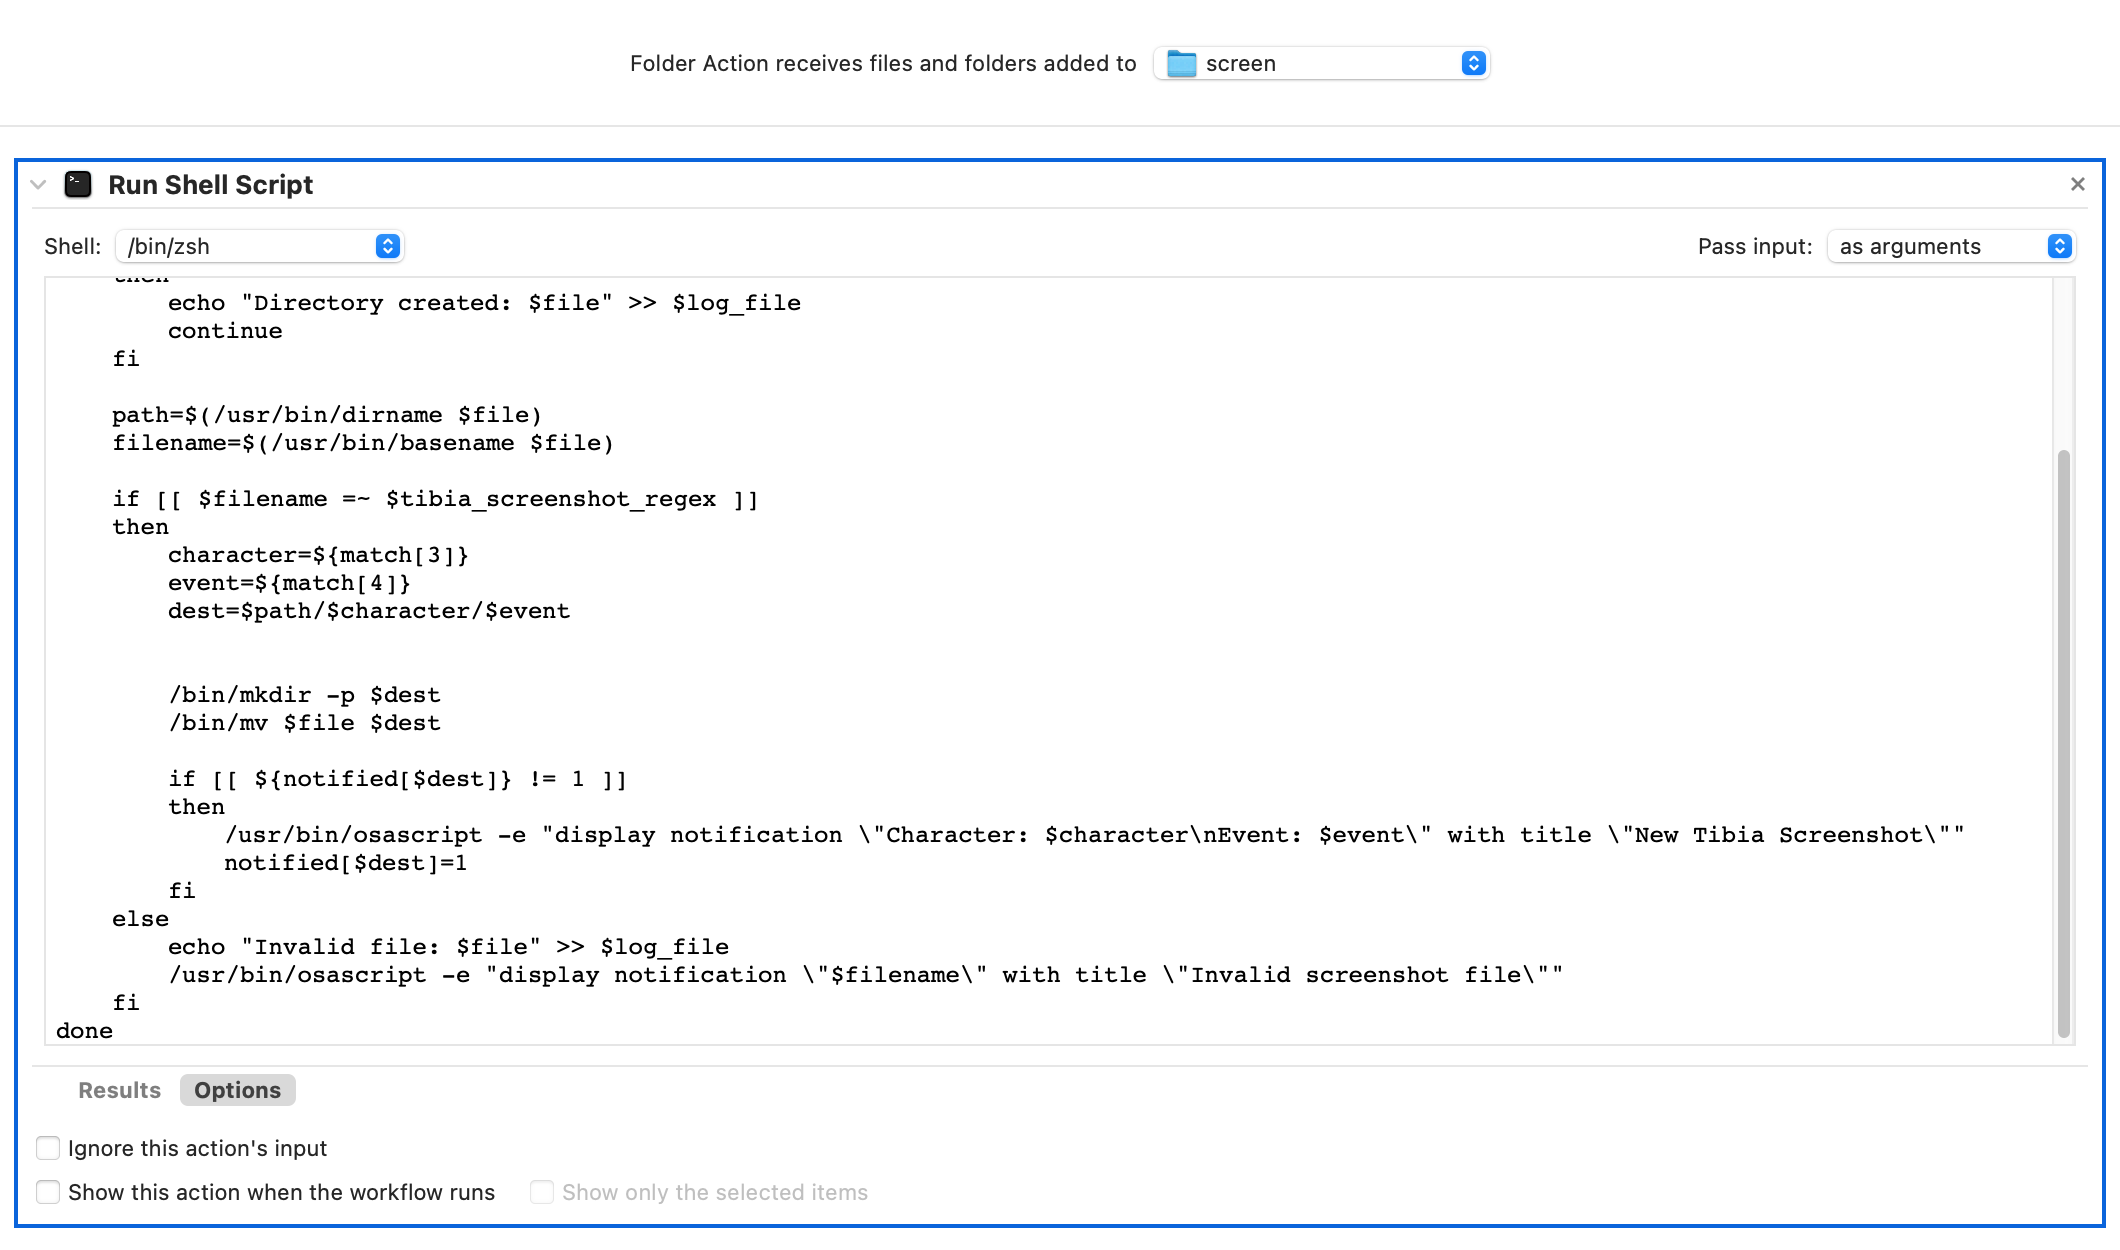 Folder Action receives files and folders added to screen
Run Shell Script
Shell: /bin/zsh Pass input: as arguments
    then
        echo "Directory created: $file" >> $log_file
        continue
    fi

    path=$(/usr/bin/dirname $file)
    filename=$(/usr/bin/basename $file)

    if [[ $filename =~ $tibia_screenshot_regex ]]
    then
        character=${match[3]}
        event=${match[4]}
        dest=$path/$character/$event


        /bin/mkdir -p $dest
        /bin/mv $file $dest

        if [[ ${notified[$dest]} != 1 ]]
        then
            /usr/bin/osascript -e "display notification \"Character: $character\nEvent: $event\" with title \"New Tibia Screenshot\""
            notified[$dest]=1
        fi
    else
        echo "Invalid file: $file" >> $log_file
        /usr/bin/osascript -e "display notification \"$filename\" with title \"Invalid screenshot file\""
    fi
done
Results Options
Ignore this action's input
Show this action when the workflow runs Show only the selected items